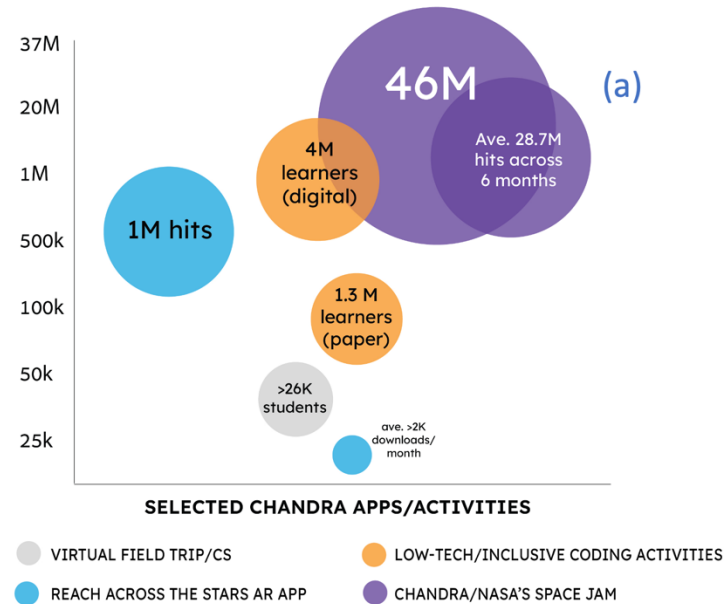 37M
20M
1M
500k
100k
50k
25k
46M
(a)
Ave. 28.7M
hits across
6 months
4M
learners
(digital)
1M hits
1.3 M
learners
(paper)
>26K
students
ave. >2K
downloads/
month
SELECTED CHANDRA APPS/ACTIVITIES
VIRTUAL FIELD TRIP/CS
LOW-TECH/INCLUSIVE CODING ACTIVITIES
REACH ACROSS THE STARS AR APP
CHANDRA/NASA'S SPACE JAM